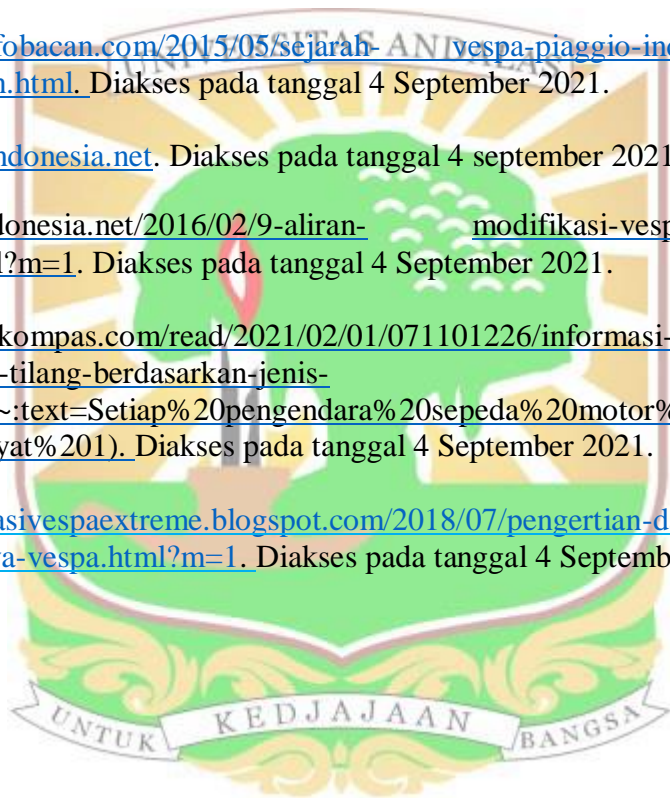 fobacan.com/2015/05/sejarah- vespa-piaggio-ind
n.html. Diakses pada tanggal 4 September 2021.
ndonesia.net. Diakses pada tanggal 4 september 2021
donesia.net/2016/02/9-aliran- modifikasi-vesp
l?m=1. Diakses pada tanggal 4 September 2021.
kompas.com/read/2021/02/01/071101226/informasi-
-tilang-berdasarkan-jenis-
~:text=Setiap%20pengendara%20sepeda%20motor%
yat%201). Diakses pada tanggal 4 September 2021.
asivespaextreme.blogspot.com/2018/07/pengertian-d
ya-vespa.html?m=1. Diakses pada tanggal 4 Septemb
UNIVERSITAS ANDALAS
UNTUK KEDJAJAAN BANGSA